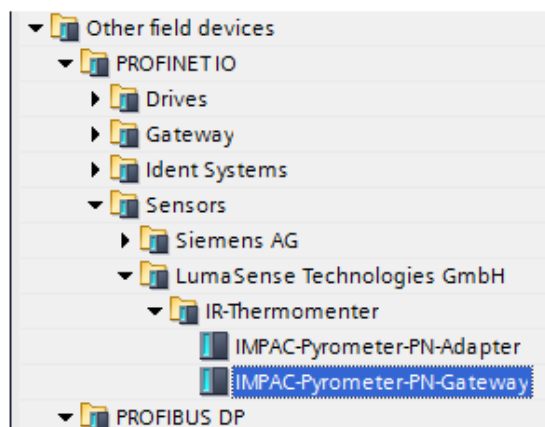 Other field devices
PROFINET IO
Drives
Gateway
Ident Systems
Sensors
Siemens AG
LumaSense Technologies GmbH
IR-Thermomenter
IMPAC-Pyrometer-PN-Adapter
IMPAC-Pyrometer-PN-Gateway
PROFIBUS DP